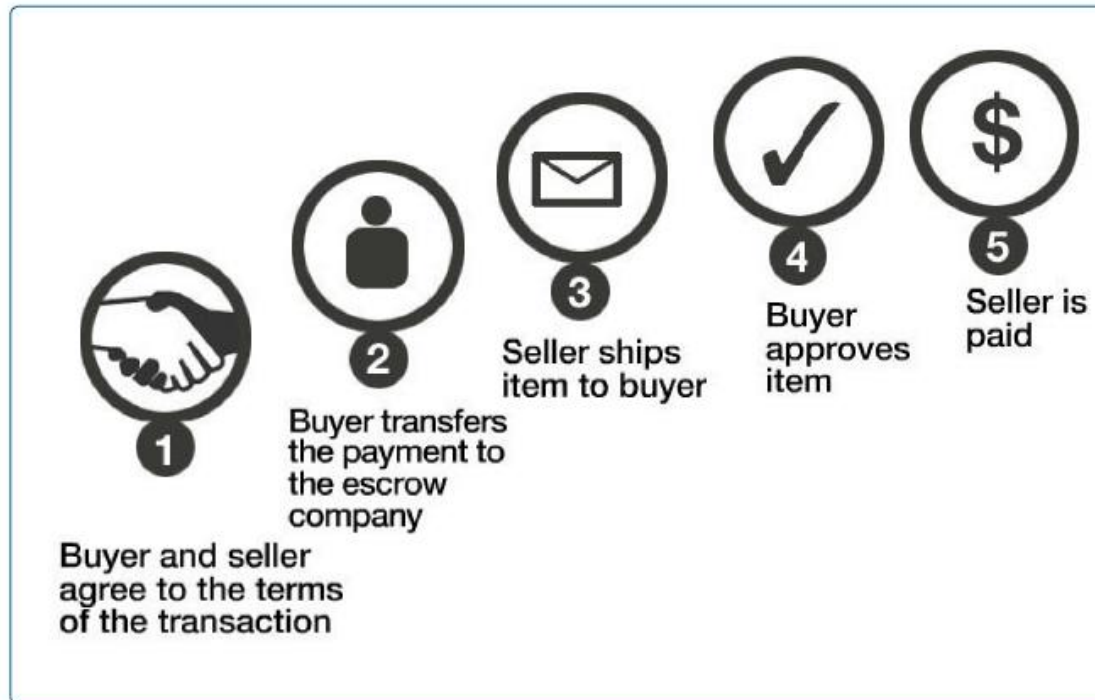 1
Buyer and seller
agree to the terms
of the transaction
2
Buyer transfers
the payment to
the escrow
company
3
Seller ships
item to buyer
4
Buyer
approves
item
$
5
Seller is
paid